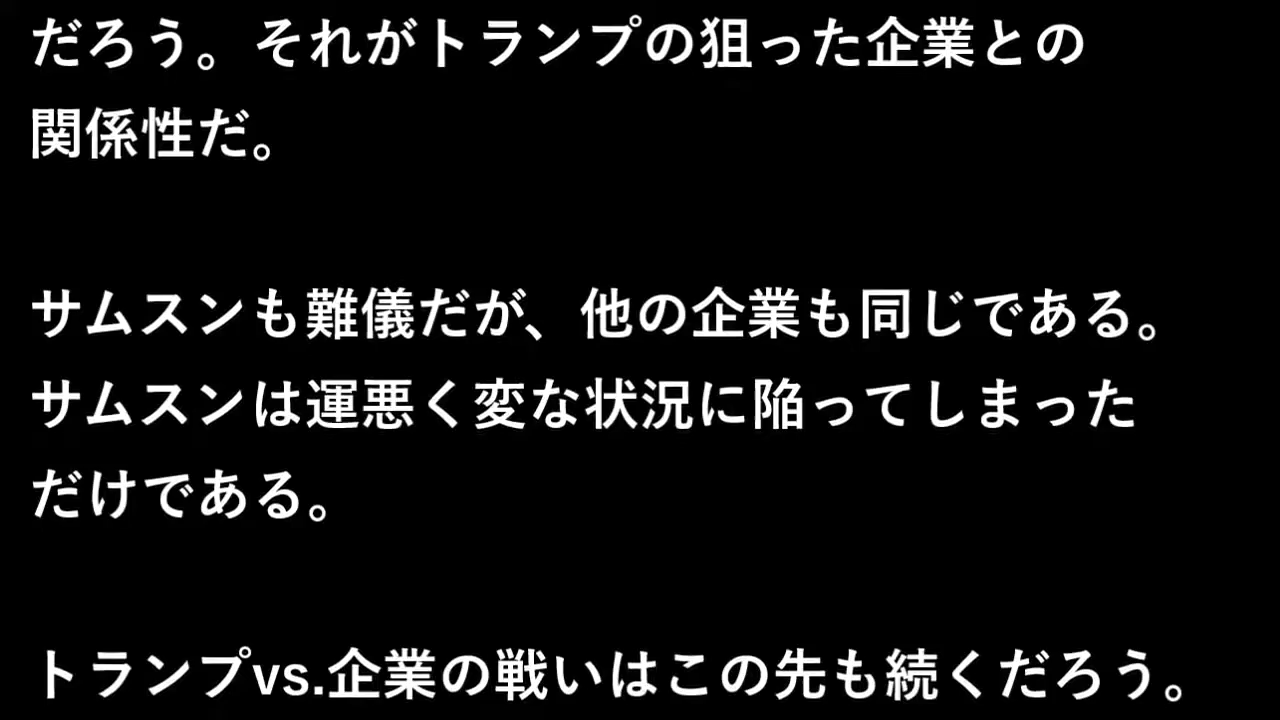 だろう。それがトランプの狙った企業との
関係性だ。
サムスンも難儀だが、他の企業も同じである。
サムスンは運悪く変な状況に陥ってしまった
だけである。
トランプvs.企業の戦いはこの先も続くだろう。